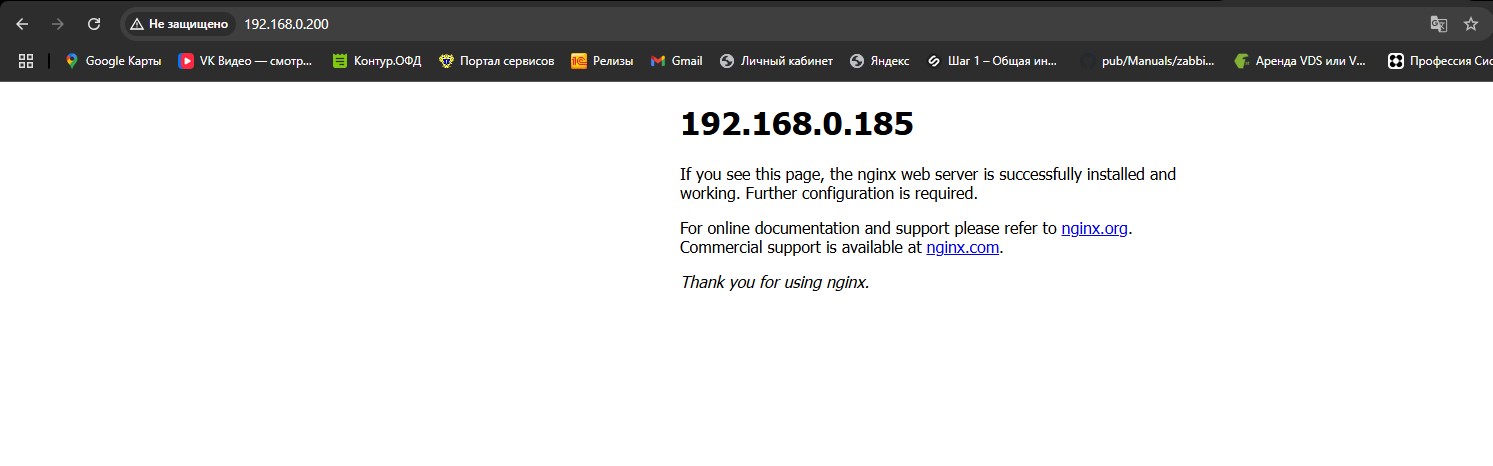 Не защищено 192.168.0.200
Google Карты VK Видео — смотр... Контур.ОФД Портал сервисов Релизы Gmail Личный кабинет Яндекс Шаг 1 – Общая ин... pub/Manuals/zabbi... Аренда VDS или V... Профессия Сис
192.168.0.185
If you see this page, the nginx web server is successfully installed and
working. Further configuration is required.
For online documentation and support please refer to nginx.org.
Commercial support is available at nginx.com.
Thank you for using nginx.